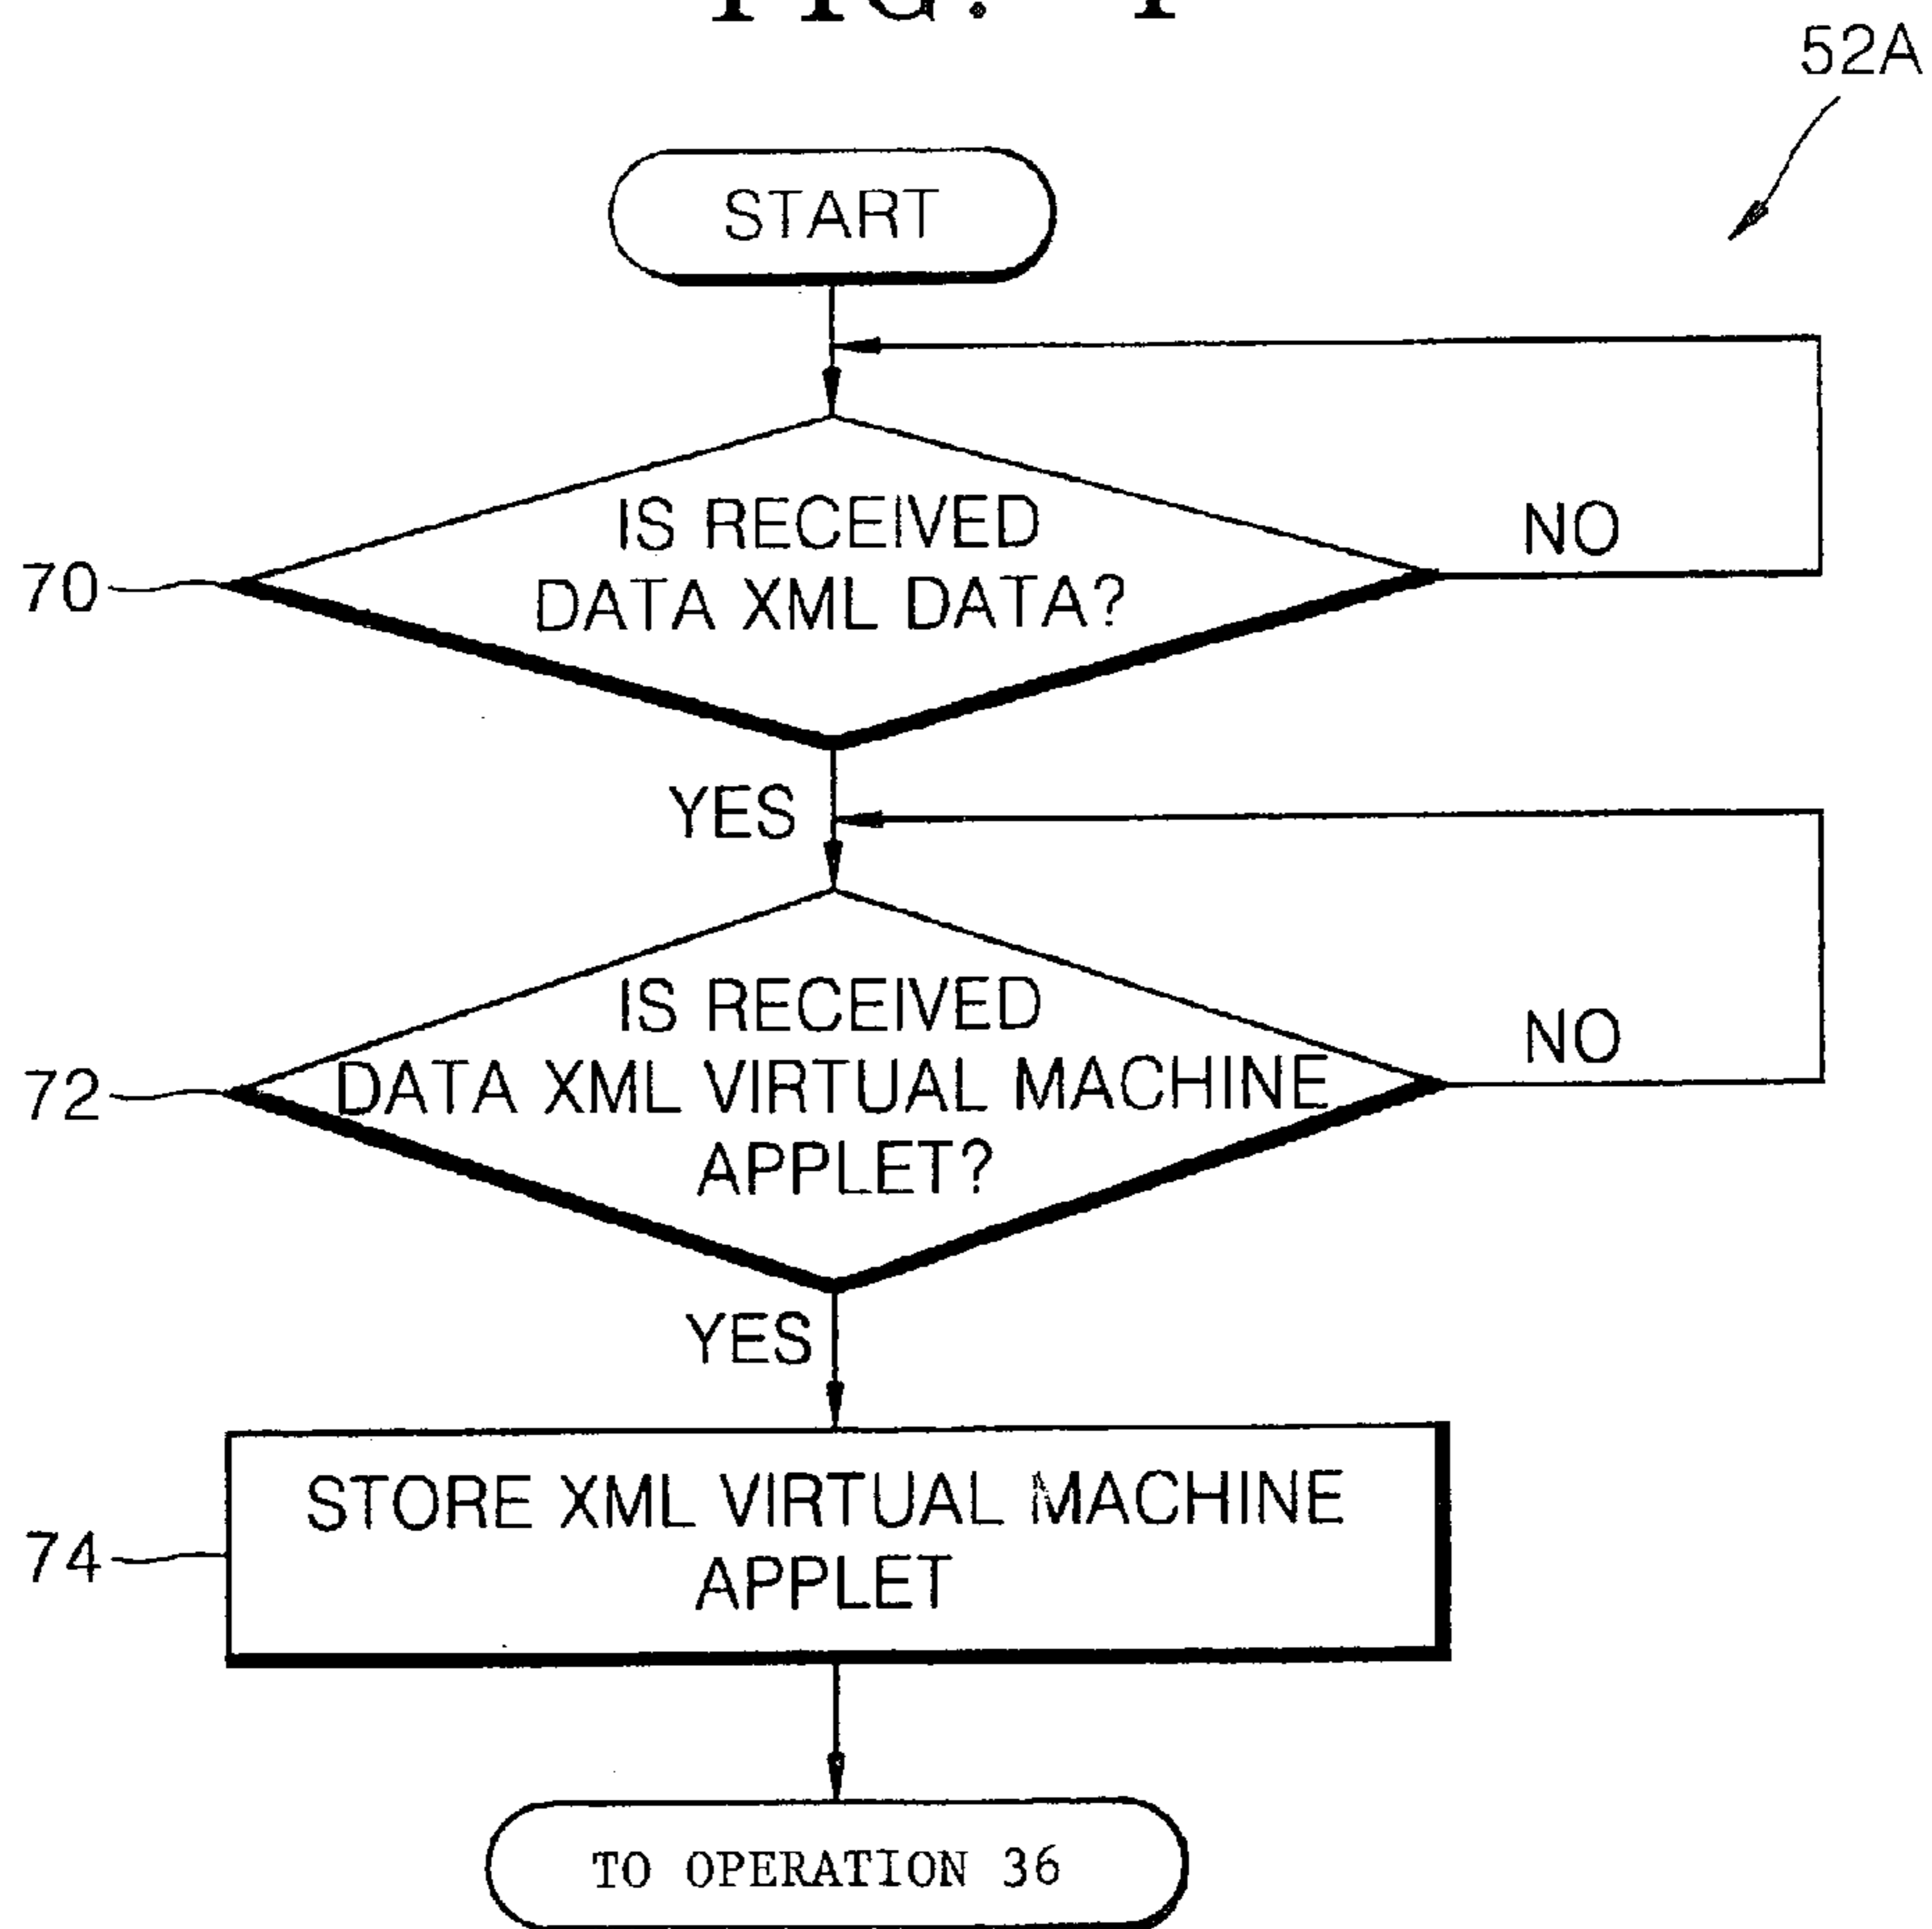 FIG.
52A
START
IS RECEIVED
DATA XML DATA?
NO
70
YES
IS RECEIVED
DATA XML VIRTUAL MACHINE
APPLET?
NO
72
YES
STORE XML VIRTUAL MACHINE
APPLET
74
TO OPERATION 36